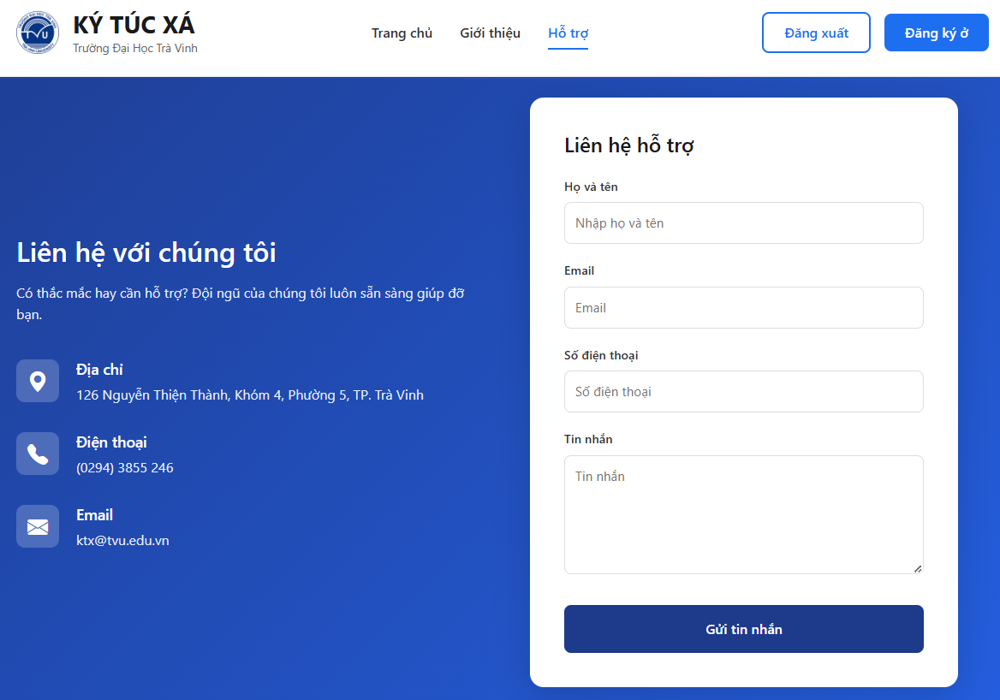 KÝ TÚC XÁ
Trường Đại Học Trà Vinh
Trang chủ
Giới thiệu
Hỗ trợ
Đăng xuất
Đăng ký ở
Liên hệ với chúng tôi
Có thắc mắc hay cần hỗ trợ? Đội ngũ của chúng tôi luôn sẵn sàng giúp đỡ
bạn.
Địa chỉ
126 Nguyễn Thiện Thành, Khóm 4, Phường 5, TP. Trà Vinh
Điện thoại
(0294) 3855 246
Email
ktx@tvu.edu.vn
Liên hệ hỗ trợ
Họ và tên
Nhập họ và tên
Email
Email
Số điện thoại
Số điện thoại
Tin nhắn
Tin nhắn
Gửi tin nhắn